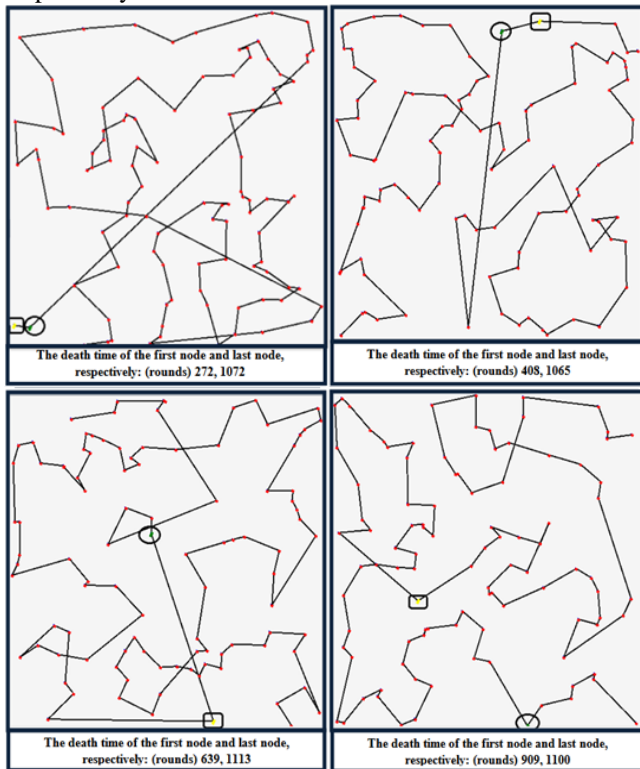 The death time of the first node and last node,
respectively: (rounds) 272, 1072
The death time of the first node and last node,
respectively: (rounds) 408, 1065
The death time of the first node and last node,
respectively: (rounds) 639, 1113
The death time of the first node and last node,
respectively: (rounds) 909, 1100